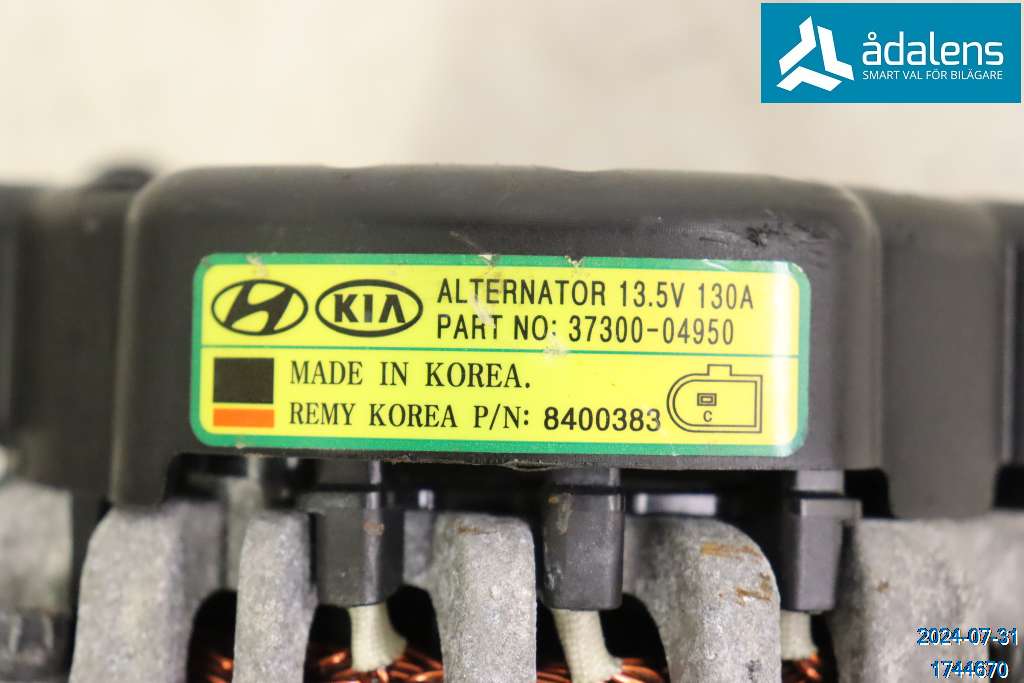 ådalens
SMART VAL FÖR BILÄGARE
KIA
ALTERNATOR 13.5V 130A
PART NO: 37300-04950
MADE IN KOREA.
REMY KOREA P/N: 8400383
C
2024-07-31
1744670